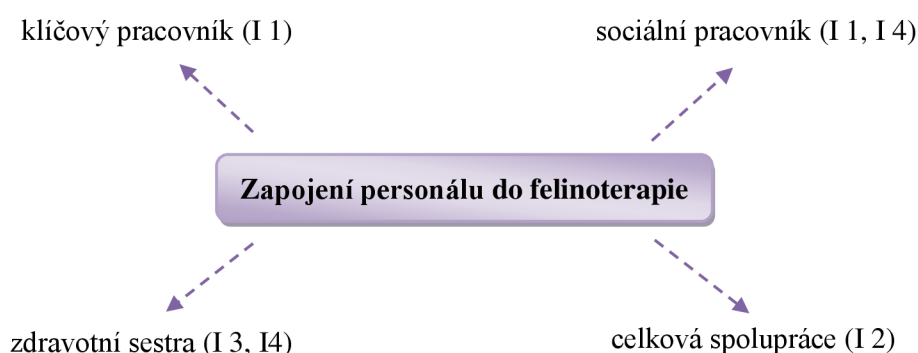 klíčový pracovník (I 1)
sociální pracovník (I 1, I 4)
Zapojení personálu do felinoterapie
zdravotní sestra (I 3, I4)
celková spolupráce (I 2)